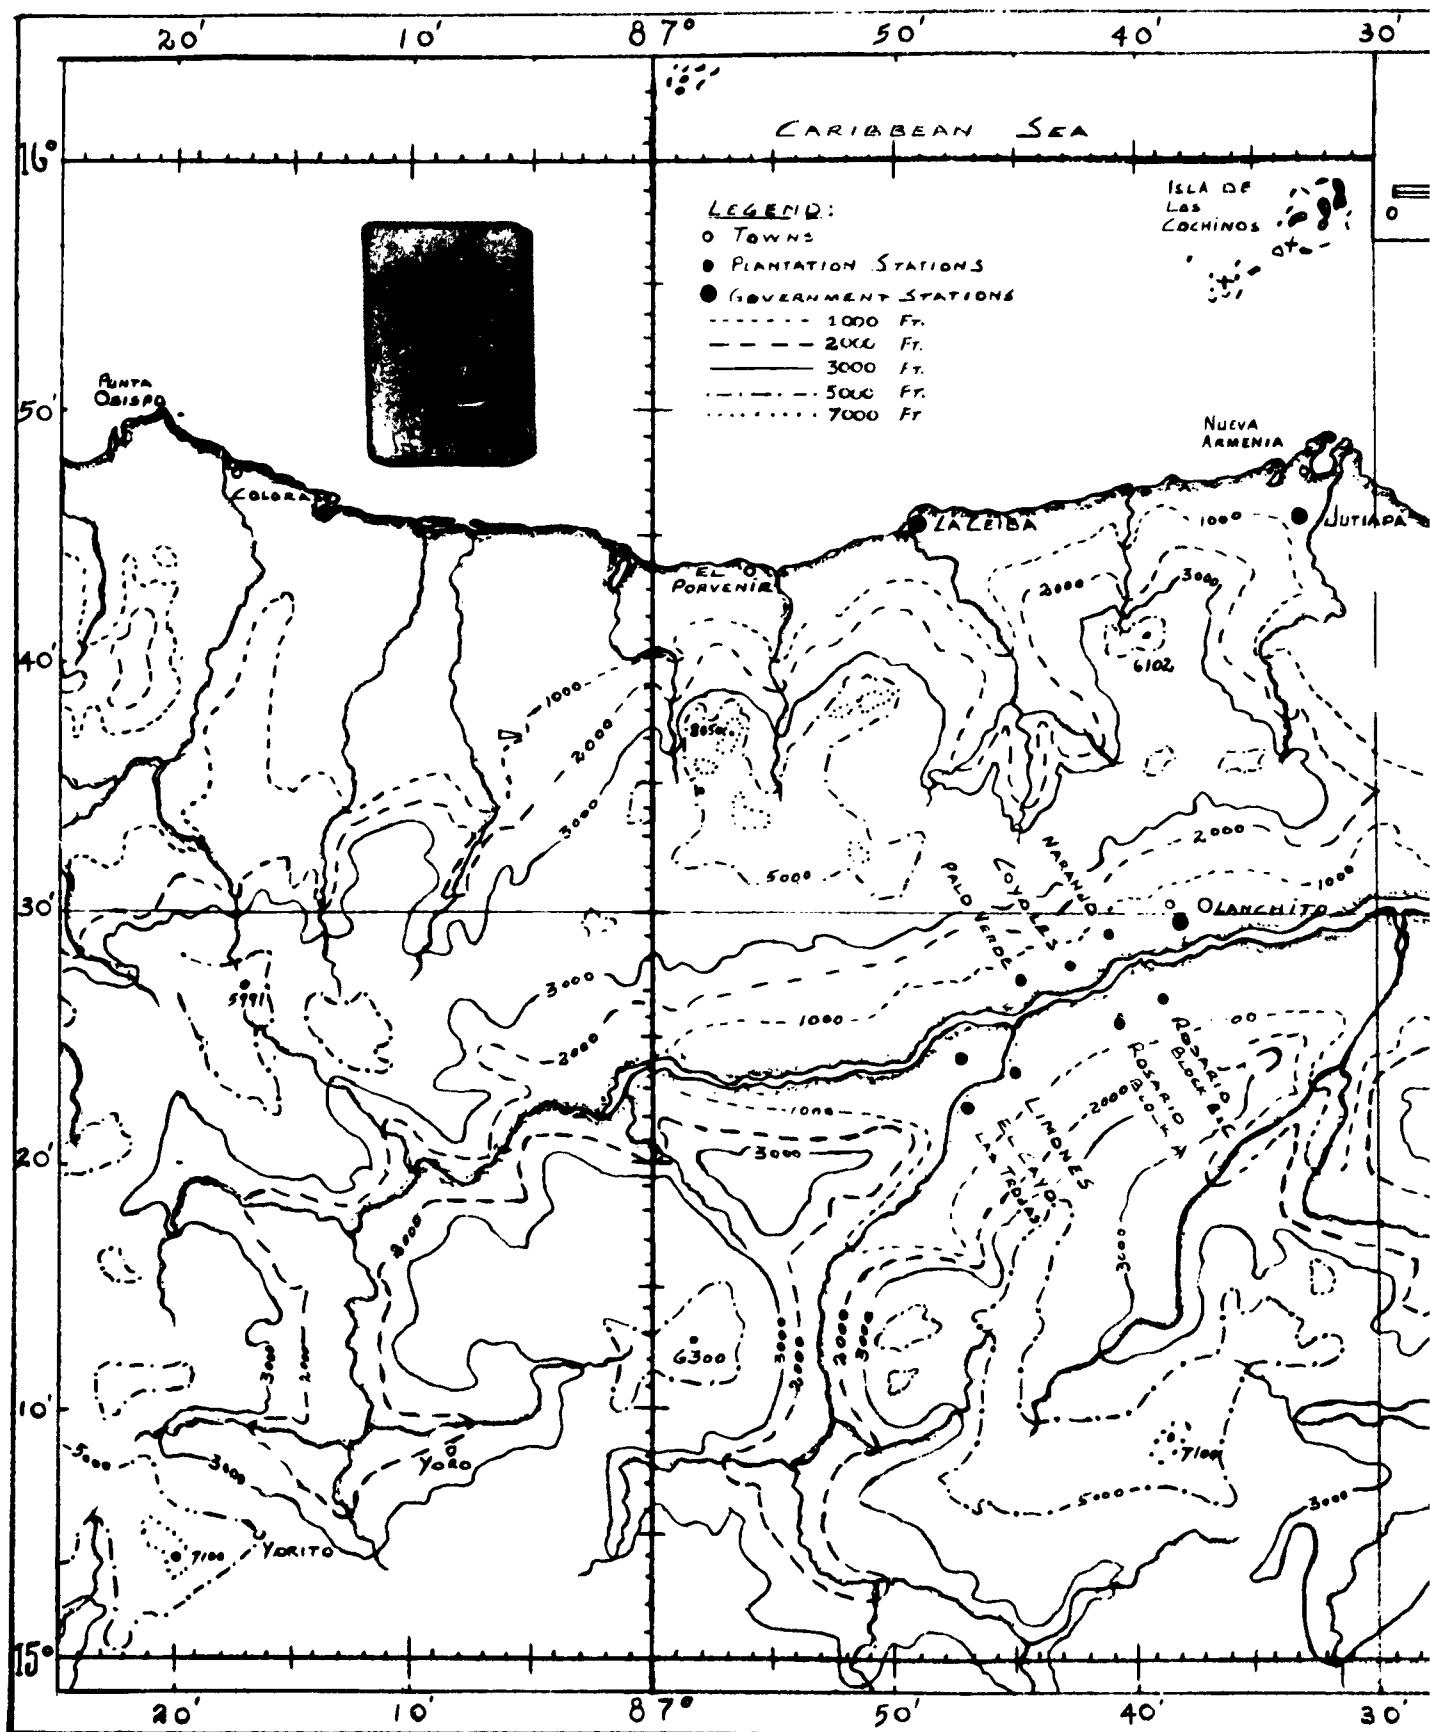 20' 10' 87° 50' 40' 30'
CARIBBEAN SEA
16°
ISLA DE
LOS
COCHINOS
LEGEND:
TOWNS
PLANTATION STATIONS
GOVERNMENT STATIONS
1000 FT.
2000 FT.
3000 FT.
5000 FT.
7000 FT
PUNTA
OBISPO
50'
NUEVA
ARMENIA
COLORADO
LA CEIBA
1000
JUTIAPA
EL
PORVENIR
2000
3000
40'
6102
1000
2000
3000
2000
1000
5000
NARANJO
COYOLES
PALO VERDE
30'
OLANCHITO
5991
3000
1000
2000
ROSARIO
BLOCK B&C
ROSARIO
BLOCK A
2000
1000
20'
3000
LIMONES
EL CAYO
LAS TROJAS
2000
3000
3000
2000
2000
3000
3000
2000
6300
10'
YORO
5000
3000
7100
5000
3000
7100
YORITO
15°
20' 10' 87° 50' 40' 30'